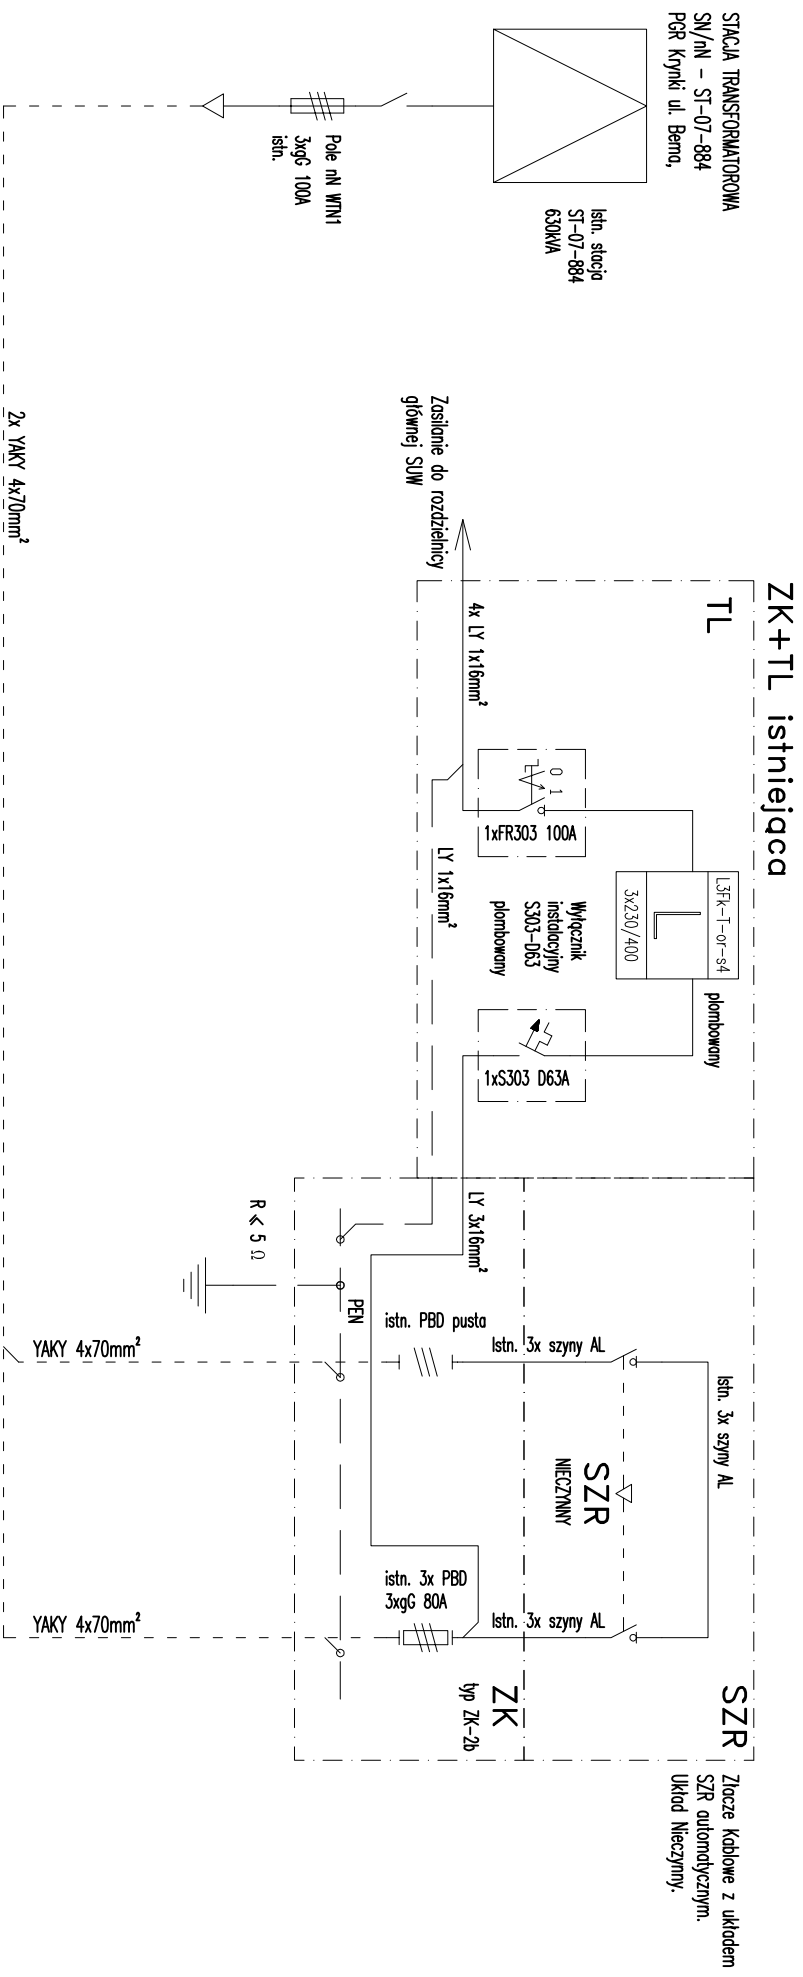 STACJA TRANSFORMATOROWA
SN/nN - ST-07-884
PGR Krynki ul. Bema,
Istn. stacja
ST-07-884
630kVA
Pole nN WTN1
3xgG 100A
istn.
2x YAKY 4x70mm²
Zasilanie do rozdzielnicy
głównej SUW
ZK+TL istniejąca
TL
4x LY 1x16mm²
0 1
1xFR303 100A
LY 1x16mm²
L3Fk-T-or-s4
L
3x230/400
plombowany
Wyłącznik
instalacyjny
S303-D63
plombowany
1xS303 D63A
LY 3x16mm²
R ≪ 5 Ω
PEN
YAKY 4x70mm²
istn. PBD pusta
Istn. 3x szyny AL
Istn. 3x szyny AL
SZR
NIECZYNNY
istn. 3x PBD
3xgG 80A
Istn. 3x szyny AL
YAKY 4x70mm²
ZK
typ ZK-2b
SZR
Złącze Kablowe z układem
SZR automatycznym.
Układ Nieczynny.